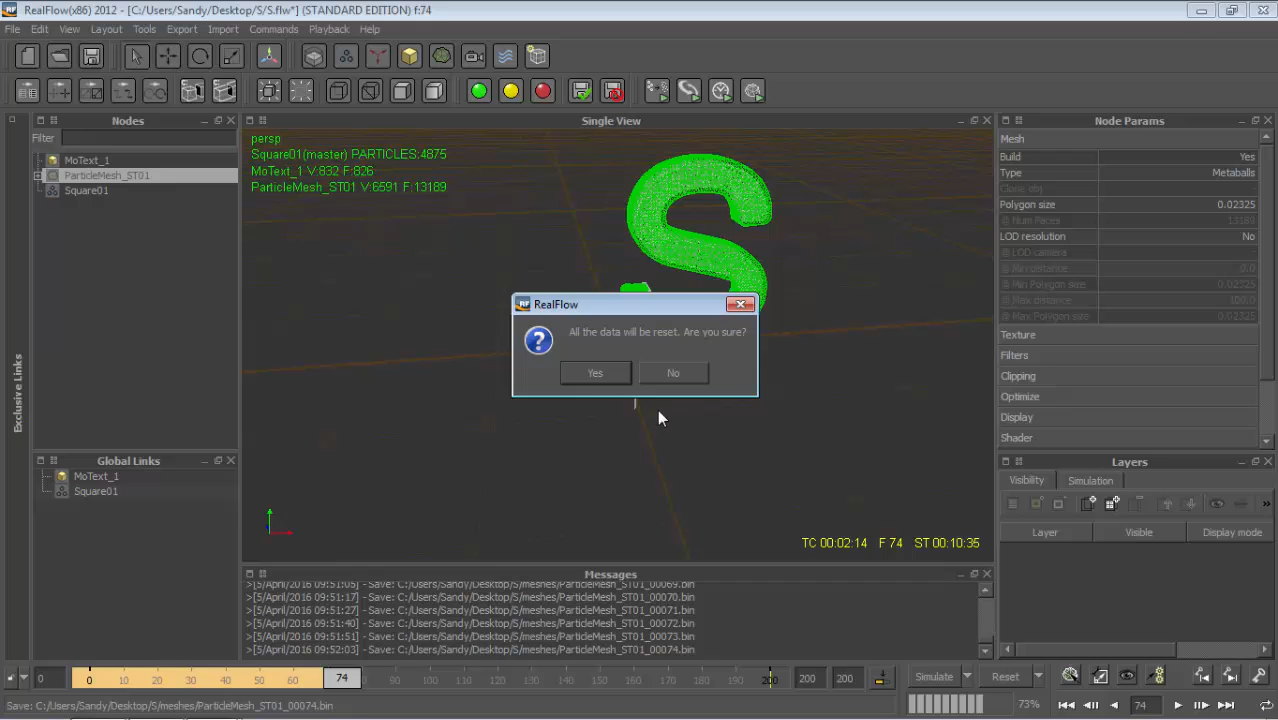 RealFlow(x86) 2012 - [C:/Users/Sandy/Desktop/S/S.flw*] (STANDARD EDITION) f:74
File Edit View Layout Tools Export Import Commands Playback Help
Nodes
Filter
MoText_1
ParticleMesh_ST01
Square01
Exclusive Links
Global Links
MoText_1
Square01
Single View
persp
Square01(master) PARTICLES:4875
MoText_1 V:832 F:826
ParticleMesh_ST01 V:6591 F:13189
RealFlow
All the data will be reset. Are you sure?
Yes No
TC 00:02:14 F 74 ST 00:10:35
Messages
>[5/April/2016 09:51:05] - Save: C:/Users/Sandy/Desktop/S/meshes/ParticleMesh_ST01_00069.bin
>[5/April/2016 09:51:17] - Save: C:/Users/Sandy/Desktop/S/meshes/ParticleMesh_ST01_00070.bin
>[5/April/2016 09:51:27] - Save: C:/Users/Sandy/Desktop/S/meshes/ParticleMesh_ST01_00071.bin
>[5/April/2016 09:51:40] - Save: C:/Users/Sandy/Desktop/S/meshes/ParticleMesh_ST01_00072.bin
>[5/April/2016 09:51:51] - Save: C:/Users/Sandy/Desktop/S/meshes/ParticleMesh_ST01_00073.bin
>[5/April/2016 09:52:03] - Save: C:/Users/Sandy/Desktop/S/meshes/ParticleMesh_ST01_00074.bin
Node Params
Mesh
Build Yes
Type Metaballs
Clone obj -
Polygon size 0.02325
Num Faces 13189
LOD resolution No
LOD camera -
Min distance 0.0
Min Polygon size
Max distance 100.0
Max Polygon size
Texture
Filters
Clipping
Optimize
Display
Shader
Layers
Visibility Simulation
Layer Visible Display mode
0 0 10 20 30 40 50 60 74 90 100 110 120 130 140 150 160 170 180 190 200 200 200
Simulate Reset
Save: C:/Users/Sandy/Desktop/S/meshes/ParticleMesh_ST01_00074.bin
73% 74